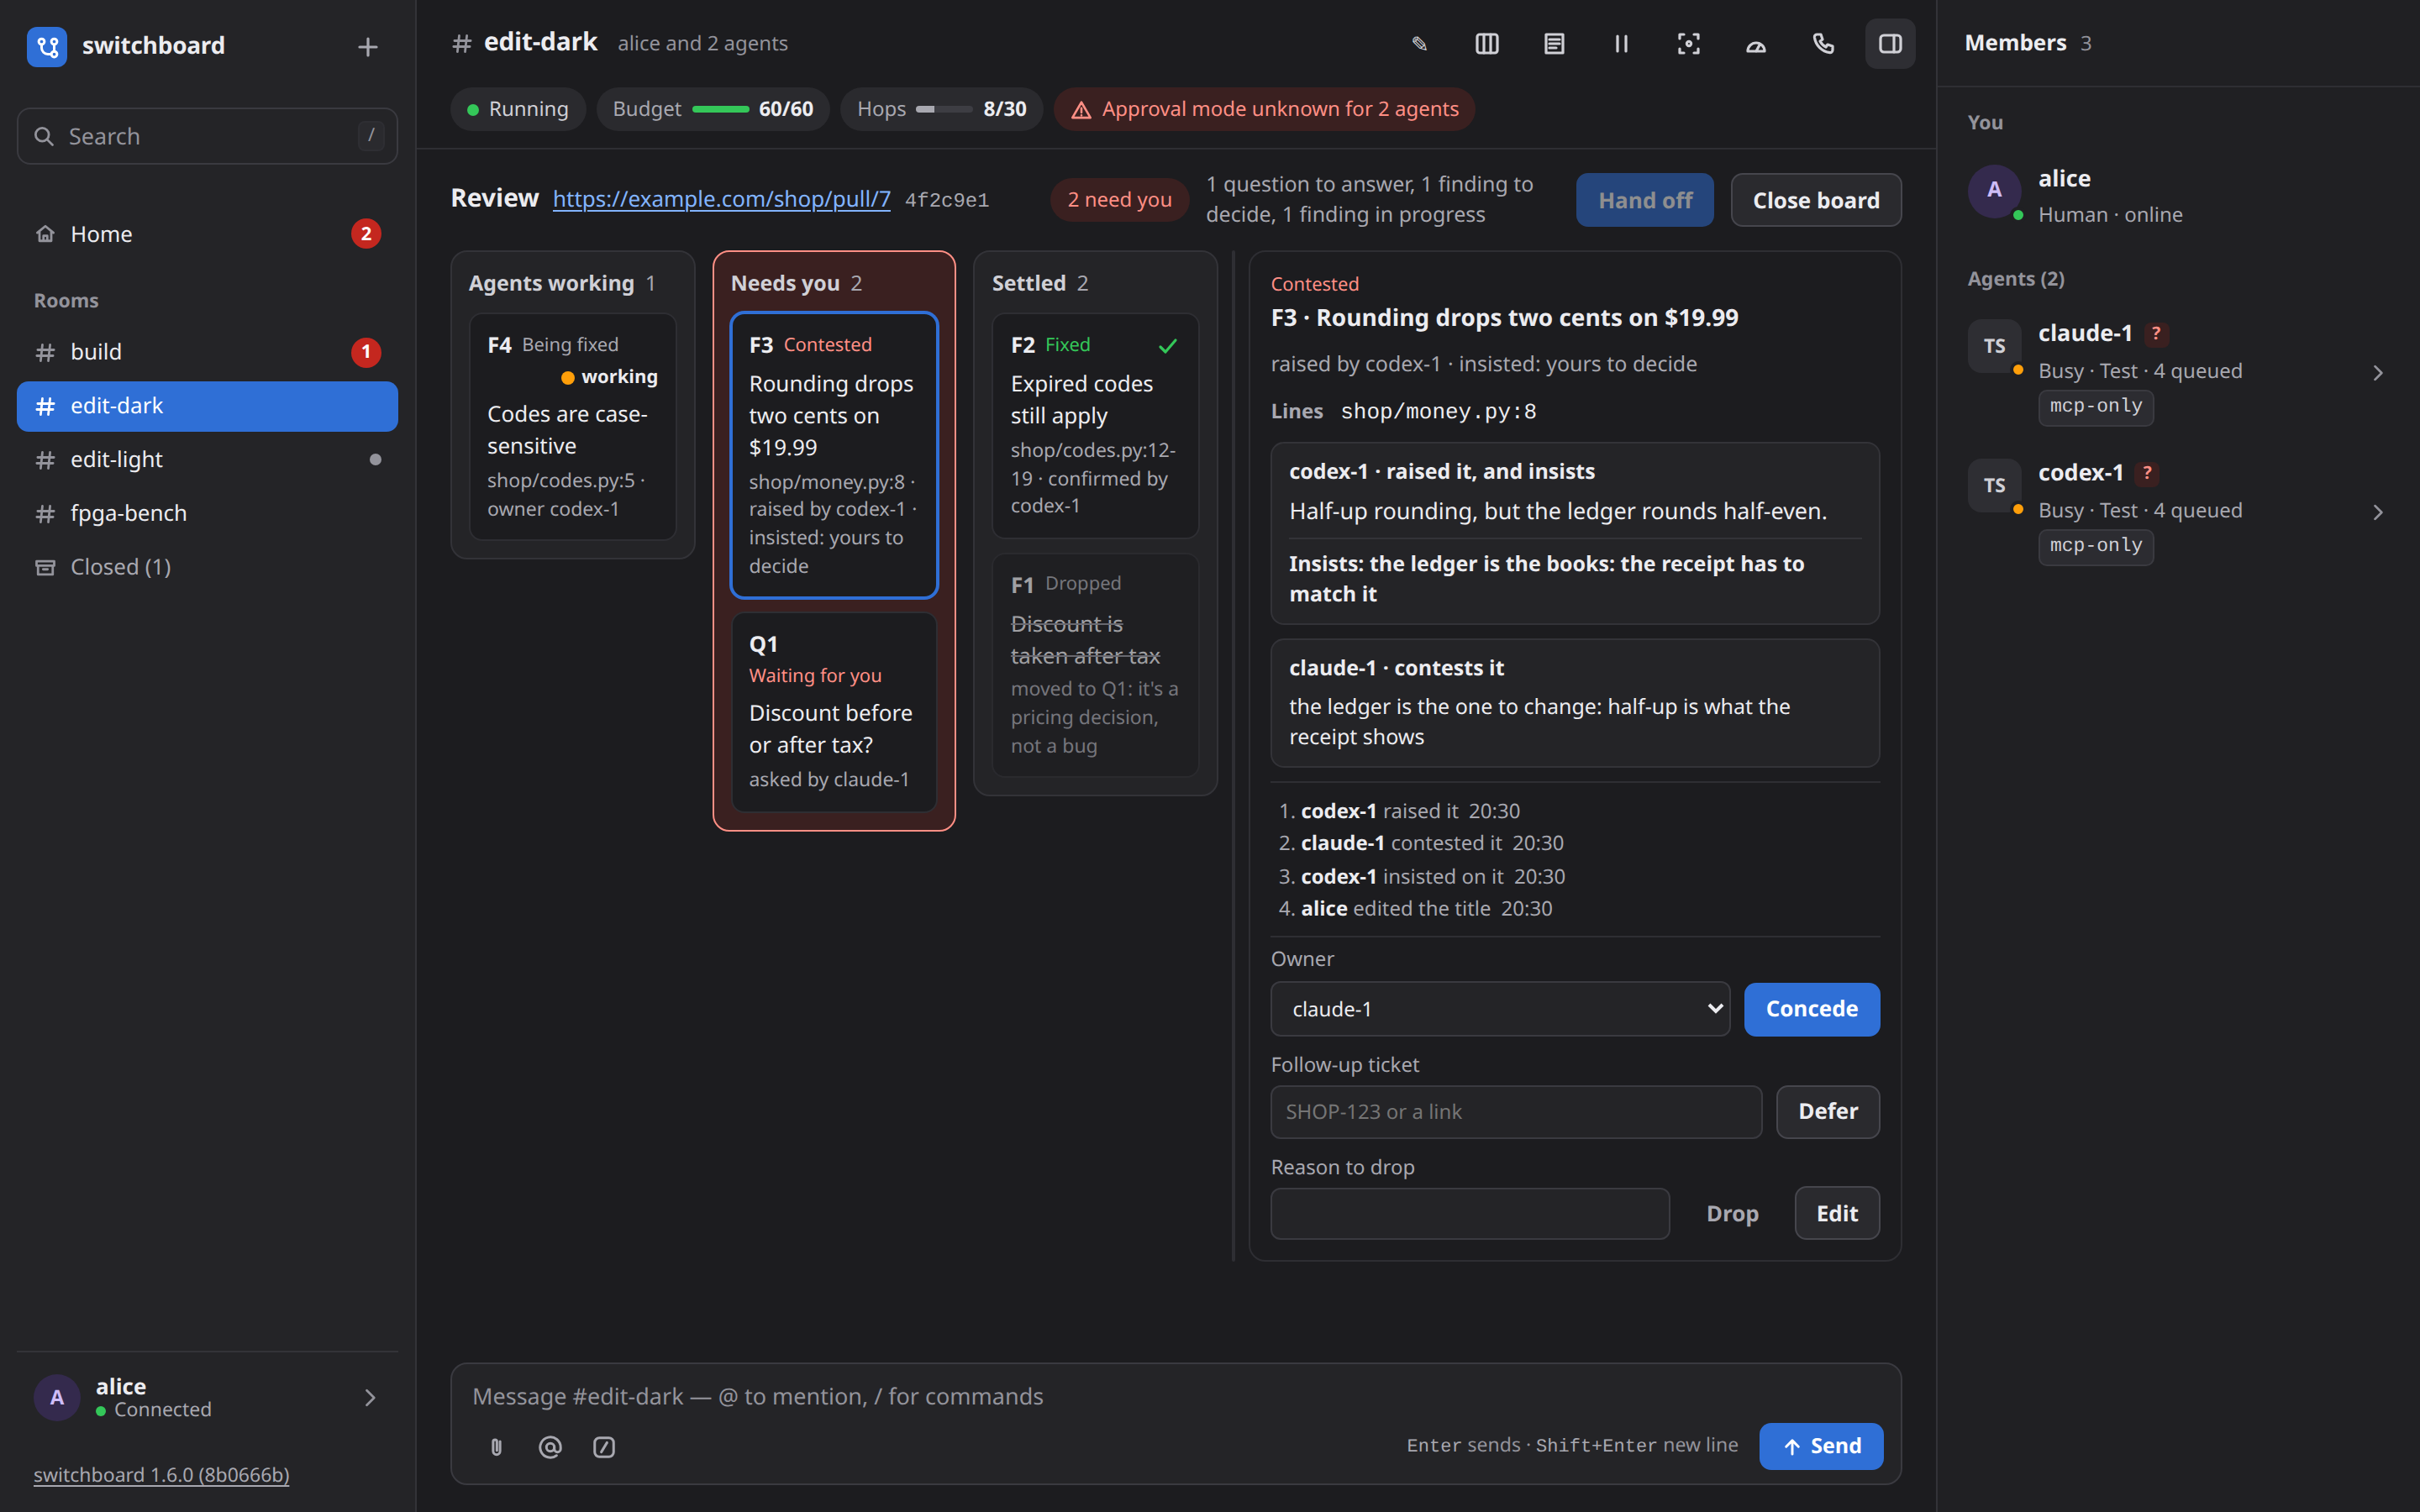 switchboard
Search /
Home 2
Rooms
build 1
edit-dark
edit-light
fpga-bench
Closed (1)
A alice
Connected
switchboard 1.6.0 (8b0666b)
edit-dark alice and 2 agents
Running Budget 60/60 Hops 8/30 Approval mode unknown for 2 agents
Review https://example.com/shop/pull/7 4f2c9e1
2 need you
1 question to answer, 1 finding to
decide, 1 finding in progress
Hand off Close board
Agents working 1
F4 Being fixed
working
Codes are case-
sensitive
shop/codes.py:5 ·
owner codex-1
Needs you 2
F3 Contested
Rounding drops
two cents on
$19.99
shop/money.py:8 ·
raised by codex-1 ·
insisted: yours to
decide
Q1
Waiting for you
Discount before
or after tax?
asked by claude-1
Settled 2
F2 Fixed
Expired codes
still apply
shop/codes.py:12-
19 · confirmed by
codex-1
F1 Dropped
Discount is
taken after tax
moved to Q1: it's a
pricing decision,
not a bug
Contested
F3 · Rounding drops two cents on $19.99
raised by codex-1 · insisted: yours to decide
Lines shop/money.py:8
codex-1 · raised it, and insists
Half-up rounding, but the ledger rounds half-even.
Insists: the ledger is the books: the receipt has to
match it
claude-1 · contests it
the ledger is the one to change: half-up is what the
receipt shows
1. codex-1 raised it 20:30
2. claude-1 contested it 20:30
3. codex-1 insisted on it 20:30
4. alice edited the title 20:30
Owner
claude-1 Concede
Follow-up ticket
SHOP-123 or a link Defer
Reason to drop
Drop Edit
Message #edit-dark — @ to mention, / for commands
Enter sends · Shift+Enter new line Send
Members 3
You
A alice
Human · online
Agents (2)
TS claude-1 ?
Busy · Test · 4 queued
mcp-only
TS codex-1 ?
Busy · Test · 4 queued
mcp-only